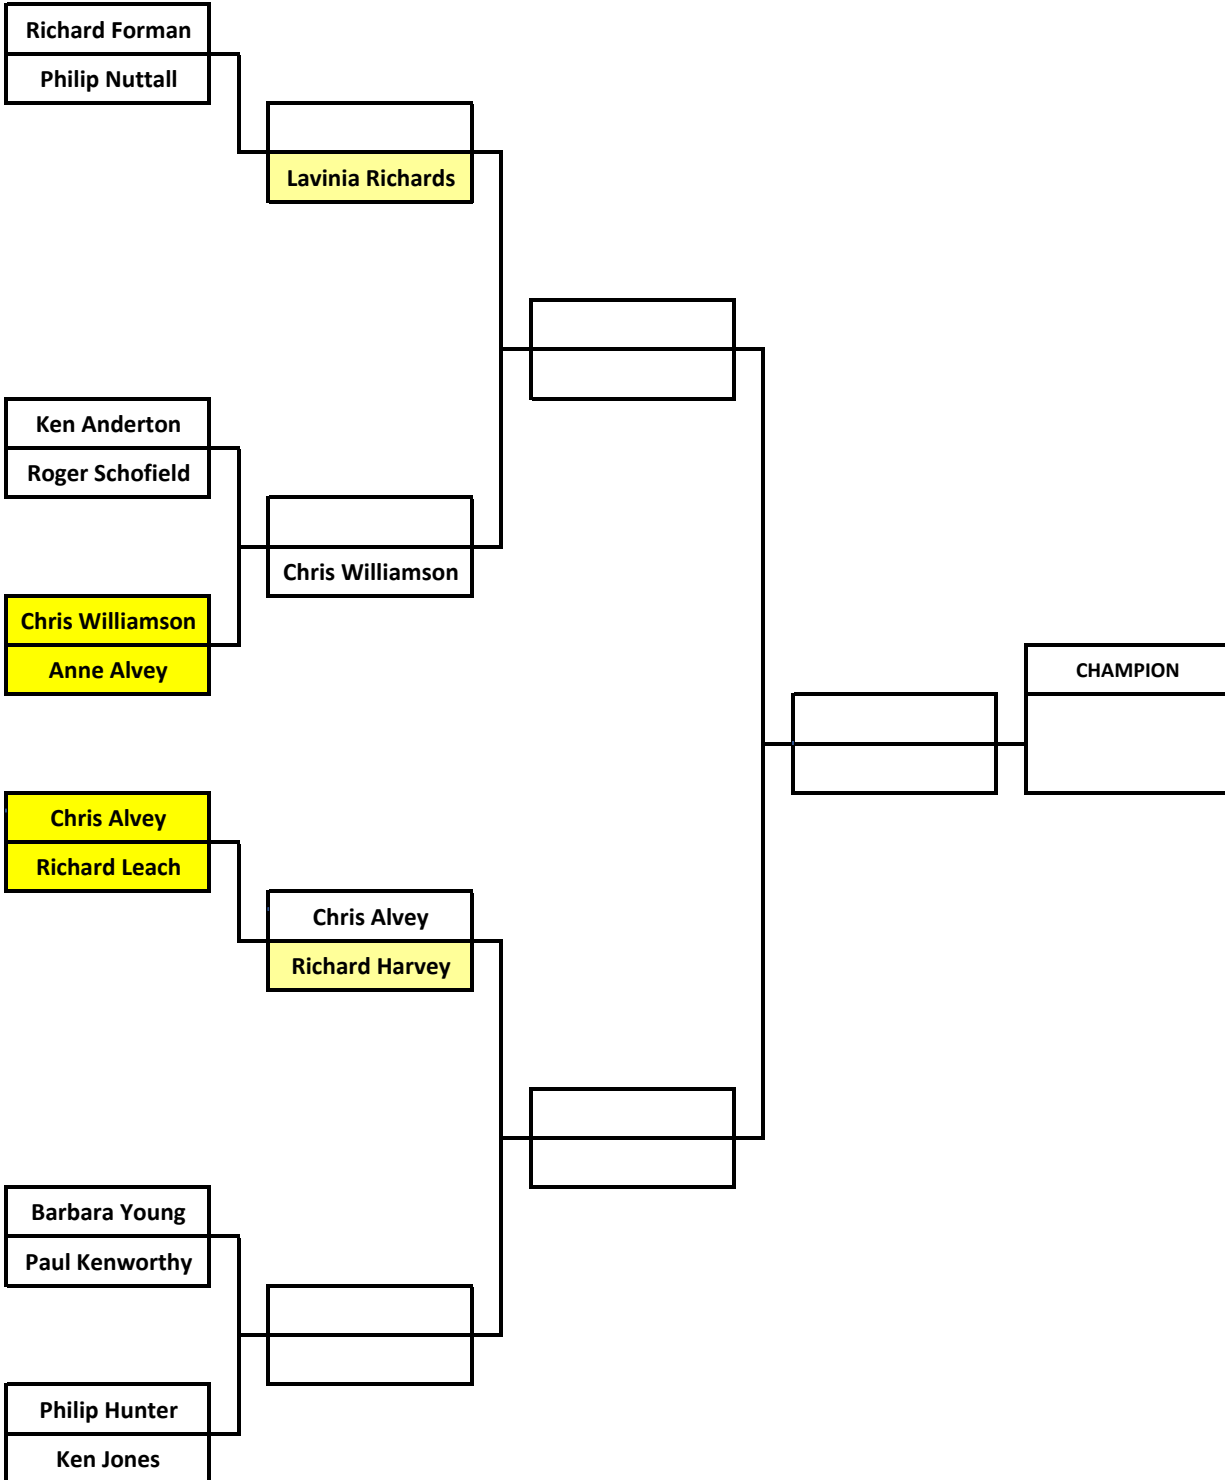 Richard Forman
Philip Nuttall
Lavinia Richards
Ken Anderton
Roger Schofield
Chris Williamson
Chris Williamson
Anne Alvey
CHAMPION
Chris Alvey
Richard Leach
Chris Alvey
Richard Harvey
Barbara Young
Paul Kenworthy
Philip Hunter
Ken Jones